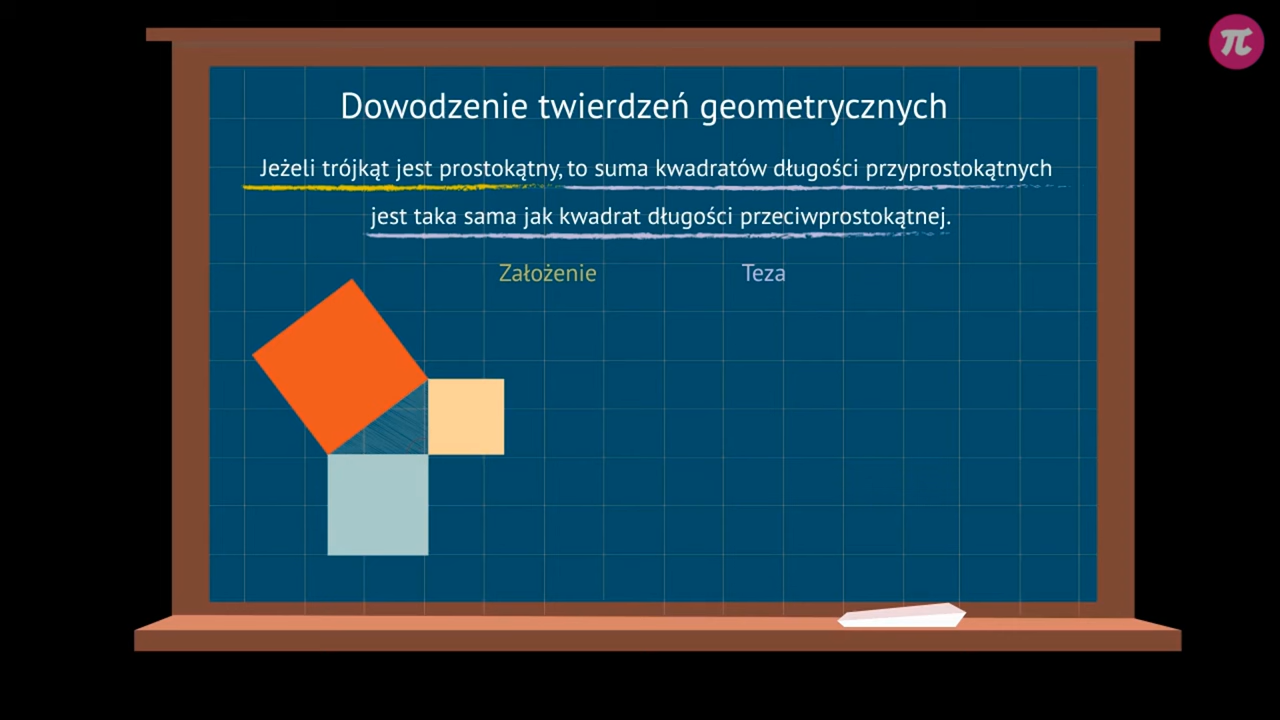 π
Dowodzenie twierdzeń geometrycznych
Jeżeli trójkąt jest prostokątny, to suma kwadratów długości przyprostokątnych
jest taka sama jak kwadrat długości przeciwprostokątnej.
Założenie Teza